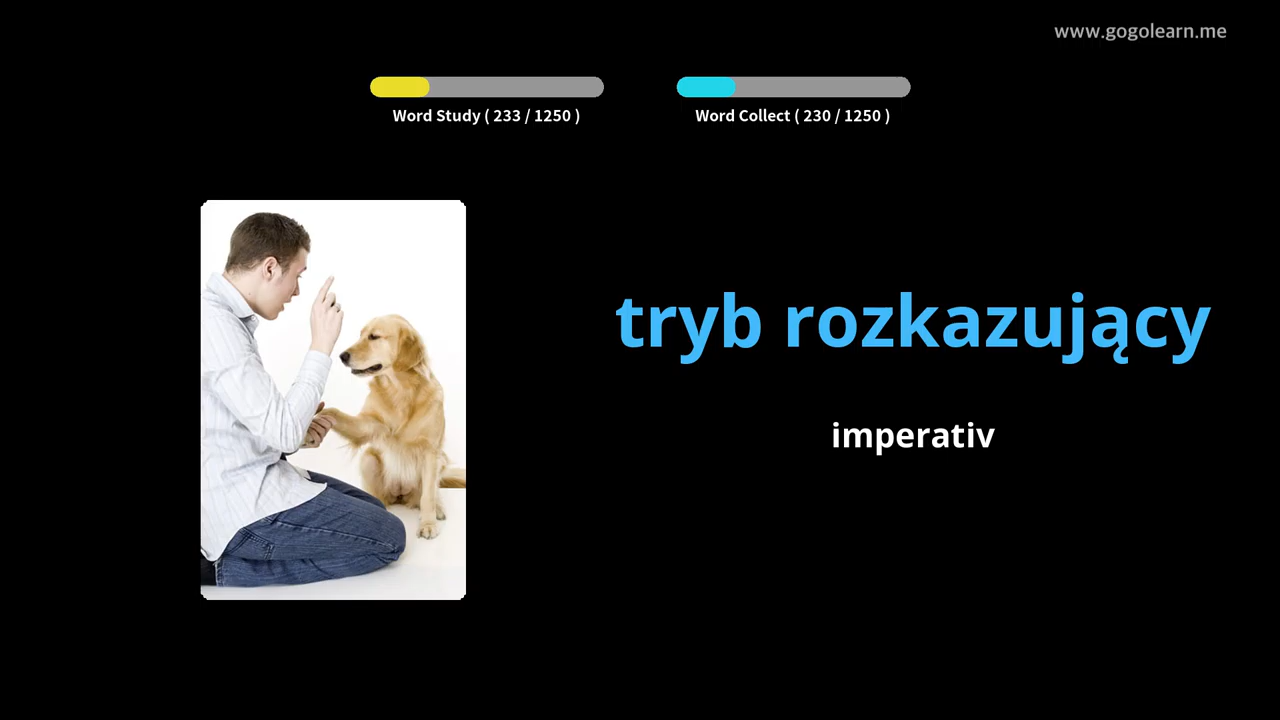 www.gogolearn.me
Word Study ( 233 / 1250 )
Word Collect ( 230 / 1250 )
tryb rozkazujący
imperativ